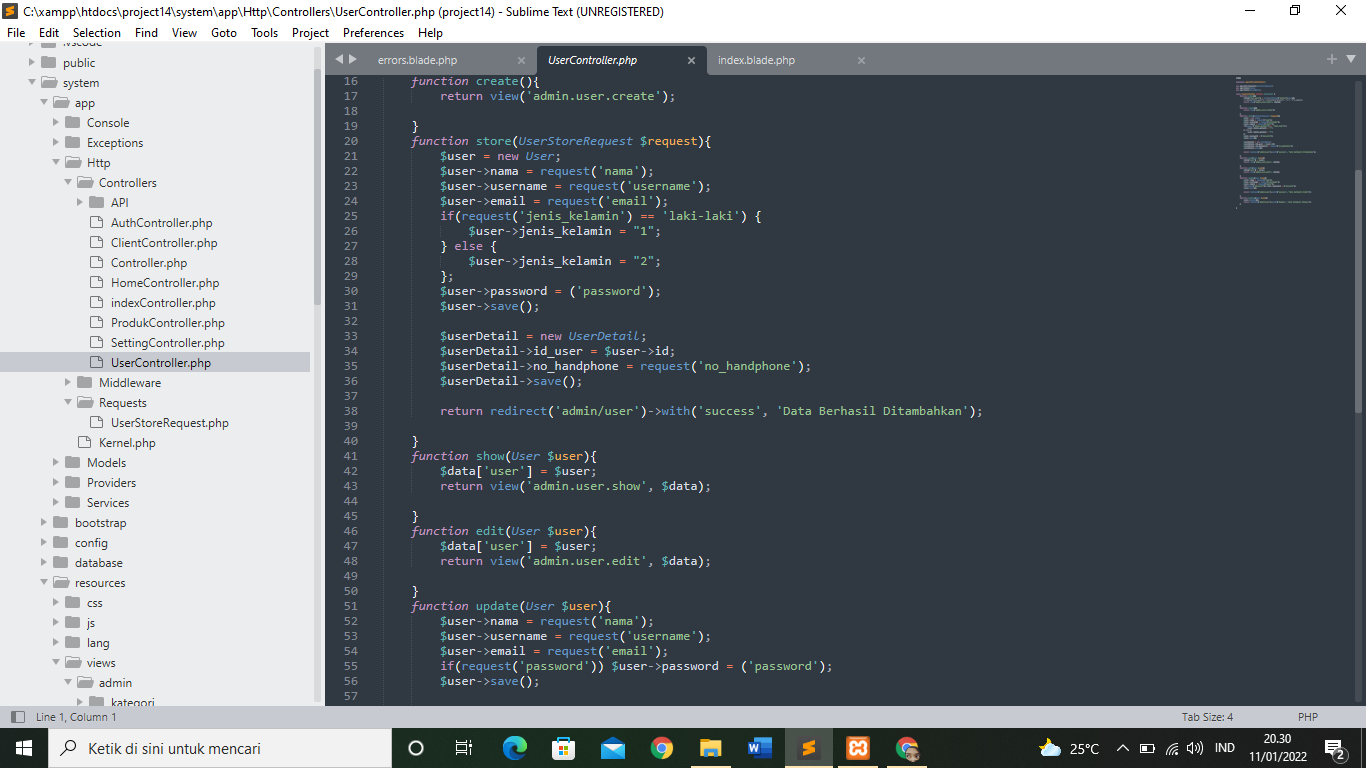 C:\xampp\htdocs\project14\system\app\Http\Controllers\UserController.php (project14) - Sublime Text (UNREGISTERED)
File Edit Selection Find View Goto Tools Project Preferences Help
.vscode
public
system
app
Console
Exceptions
Http
Controllers
API
AuthController.php
ClientController.php
Controller.php
HomeController.php
indexController.php
ProdukController.php
SettingController.php
UserController.php
Middleware
Requests
UserStoreRequest.php
Kernel.php
Models
Providers
Services
bootstrap
config
database
resources
css
js
lang
views
admin
kategori
errors.blade.php UserController.php index.blade.php
16 function create(){
17 return view('admin.user.create');
18
19 }
20 function store(UserStoreRequest $request){
21 $user = new User;
22 $user->nama = request('nama');
23 $user->username = request('username');
24 $user->email = request('email');
25 if(request('jenis_kelamin') == 'laki-laki') {
26 $user->jenis_kelamin = "1";
27 } else {
28 $user->jenis_kelamin = "2";
29 };
30 $user->password = ('password');
31 $user->save();
32
33 $userDetail = new UserDetail;
34 $userDetail->id_user = $user->id;
35 $userDetail->no_handphone = request('no_handphone');
36 $userDetail->save();
37
38 return redirect('admin/user')->with('success', 'Data Berhasil Ditambahkan');
39
40 }
41 function show(User $user){
42 $data['user'] = $user;
43 return view('admin.user.show', $data);
44
45 }
46 function edit(User $user){
47 $data['user'] = $user;
48 return view('admin.user.edit', $data);
49
50 }
51 function update(User $user){
52 $user->nama = request('nama');
53 $user->username = request('username');
54 $user->email = request('email');
55 if(request('password')) $user->password = ('password');
56 $user->save();
57
Line 1, Column 1 Tab Size: 4 PHP
Ketik di sini untuk mencari
25°C IND 20.30
11/01/2022
2